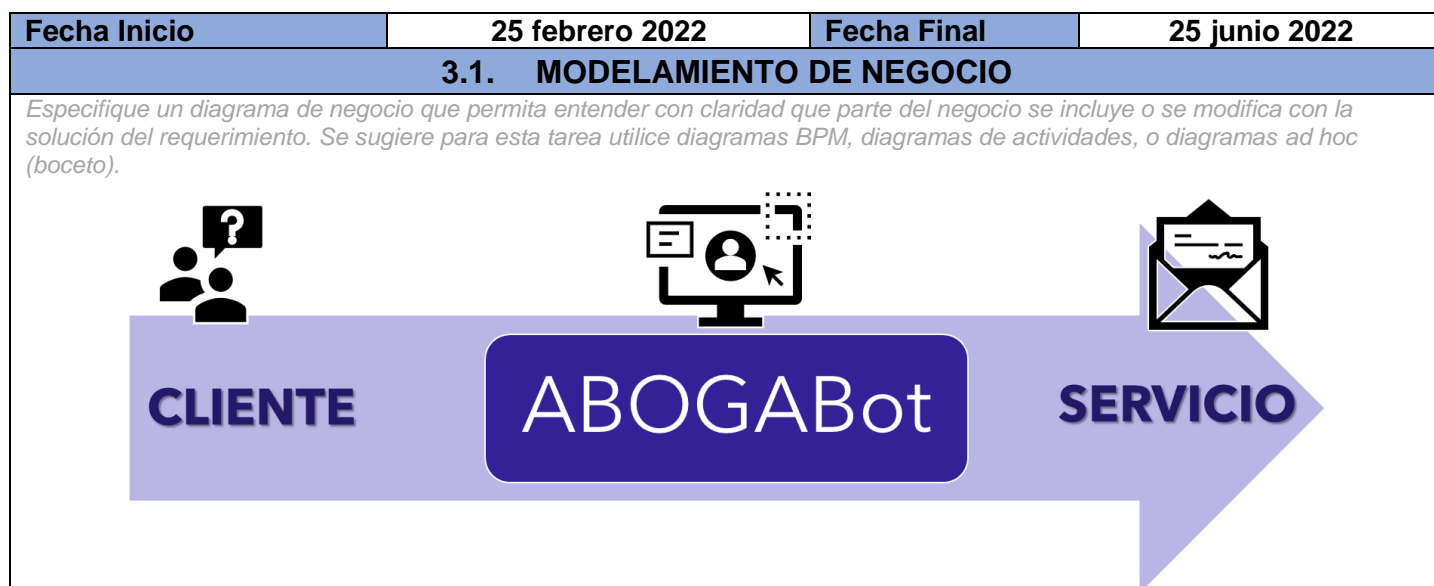 Fecha Inicio 25 febrero 2022 Fecha Final 25 junio 2022
3.1. MODELAMIENTO DE NEGOCIO
Especifique un diagrama de negocio que permita entender con claridad que parte del negocio se incluye o se modifica con la
solución del requerimiento. Se sugiere para esta tarea utilice diagramas BPM, diagramas de actividades, o diagramas ad hoc
(boceto).
?
CLIENTE ABOGABot SERVICIO